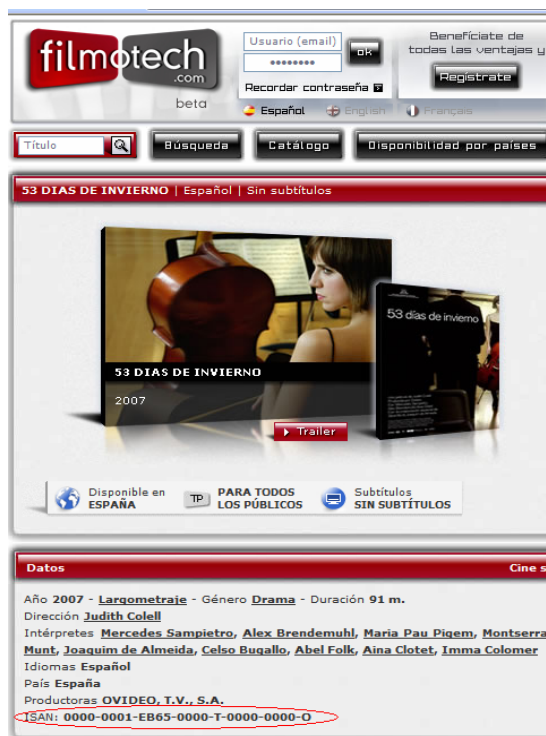 filmotech
.com
beta
Usuario (email)
ok
Recordar contraseña
Español English Français
Benefíciate de
todas las ventajas y
Regístrate
Título
Búsqueda
Catálogo
Disponibilidad por países
53 DIAS DE INVIERNO | Español | Sin subtítulos
53 días de invierno
53 DIAS DE INVIERNO
2007
Trailer
Disponible en
ESPAÑA
TP
PARA TODOS
LOS PÚBLICOS
Subtítulos
SIN SUBTÍTULOS
Datos
Cine s
Año 2007 - Largometraje - Género Drama - Duración 91 m.
Dirección Judith Colell
Intérpretes Mercedes Sampietro, Alex Brendemuhl, Maria Pau Pigem, Montserra
Munt, Joaquim de Almeida, Celso Bugallo, Abel Folk, Aina Clotet, Imma Colomer
Idiomas Español
País España
Productoras OVIDEO, T.V., S.A.
ISAN: 0000-0001-EB65-0000-T-0000-0000-O